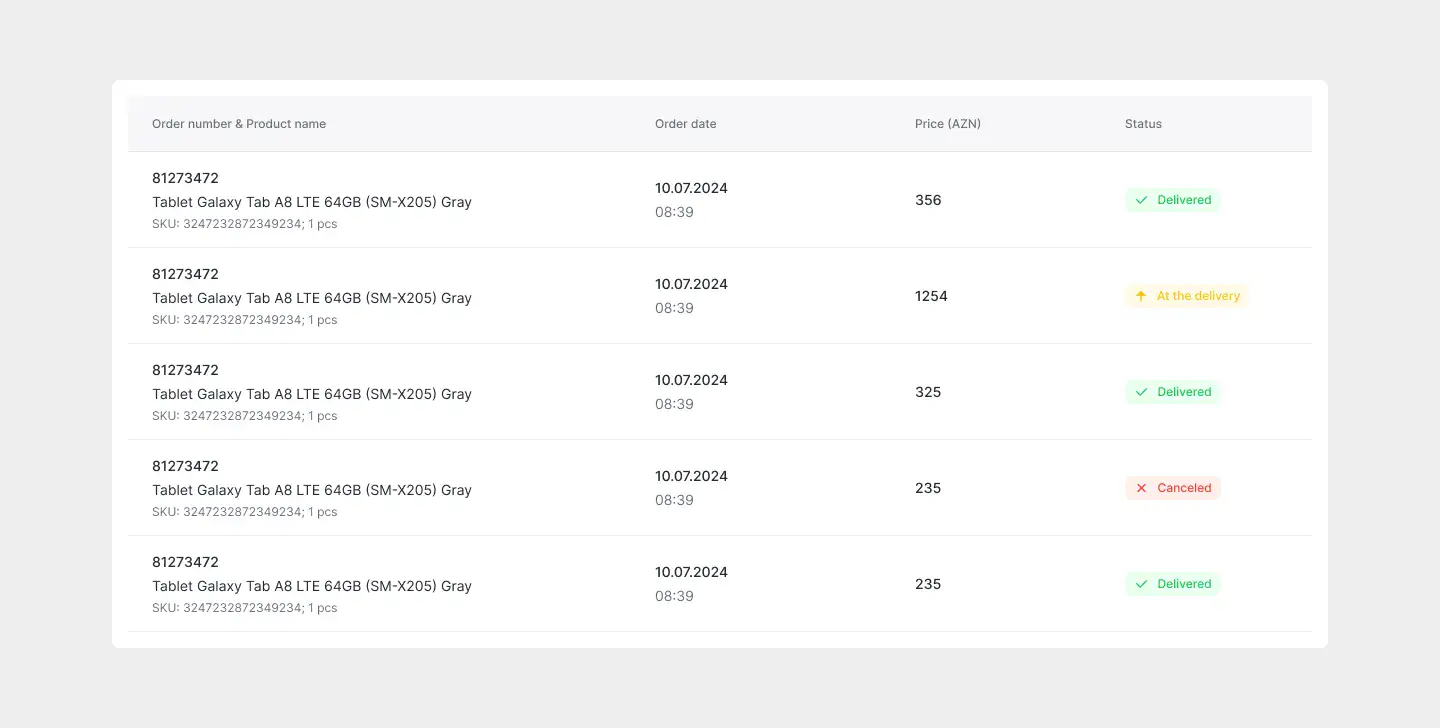 Order number & Product name Order date Price (AZN) Status
81273472
Tablet Galaxy Tab A8 LTE 64GB (SM-X205) Gray
SKU: 3247232872349234; 1 pcs
10.07.2024
08:39
356
Delivered
81273472
Tablet Galaxy Tab A8 LTE 64GB (SM-X205) Gray
SKU: 3247232872349234; 1 pcs
10.07.2024
08:39
1254
At the delivery
81273472
Tablet Galaxy Tab A8 LTE 64GB (SM-X205) Gray
SKU: 3247232872349234; 1 pcs
10.07.2024
08:39
325
Delivered
81273472
Tablet Galaxy Tab A8 LTE 64GB (SM-X205) Gray
SKU: 3247232872349234; 1 pcs
10.07.2024
08:39
235
Canceled
81273472
Tablet Galaxy Tab A8 LTE 64GB (SM-X205) Gray
SKU: 3247232872349234; 1 pcs
10.07.2024
08:39
235
Delivered